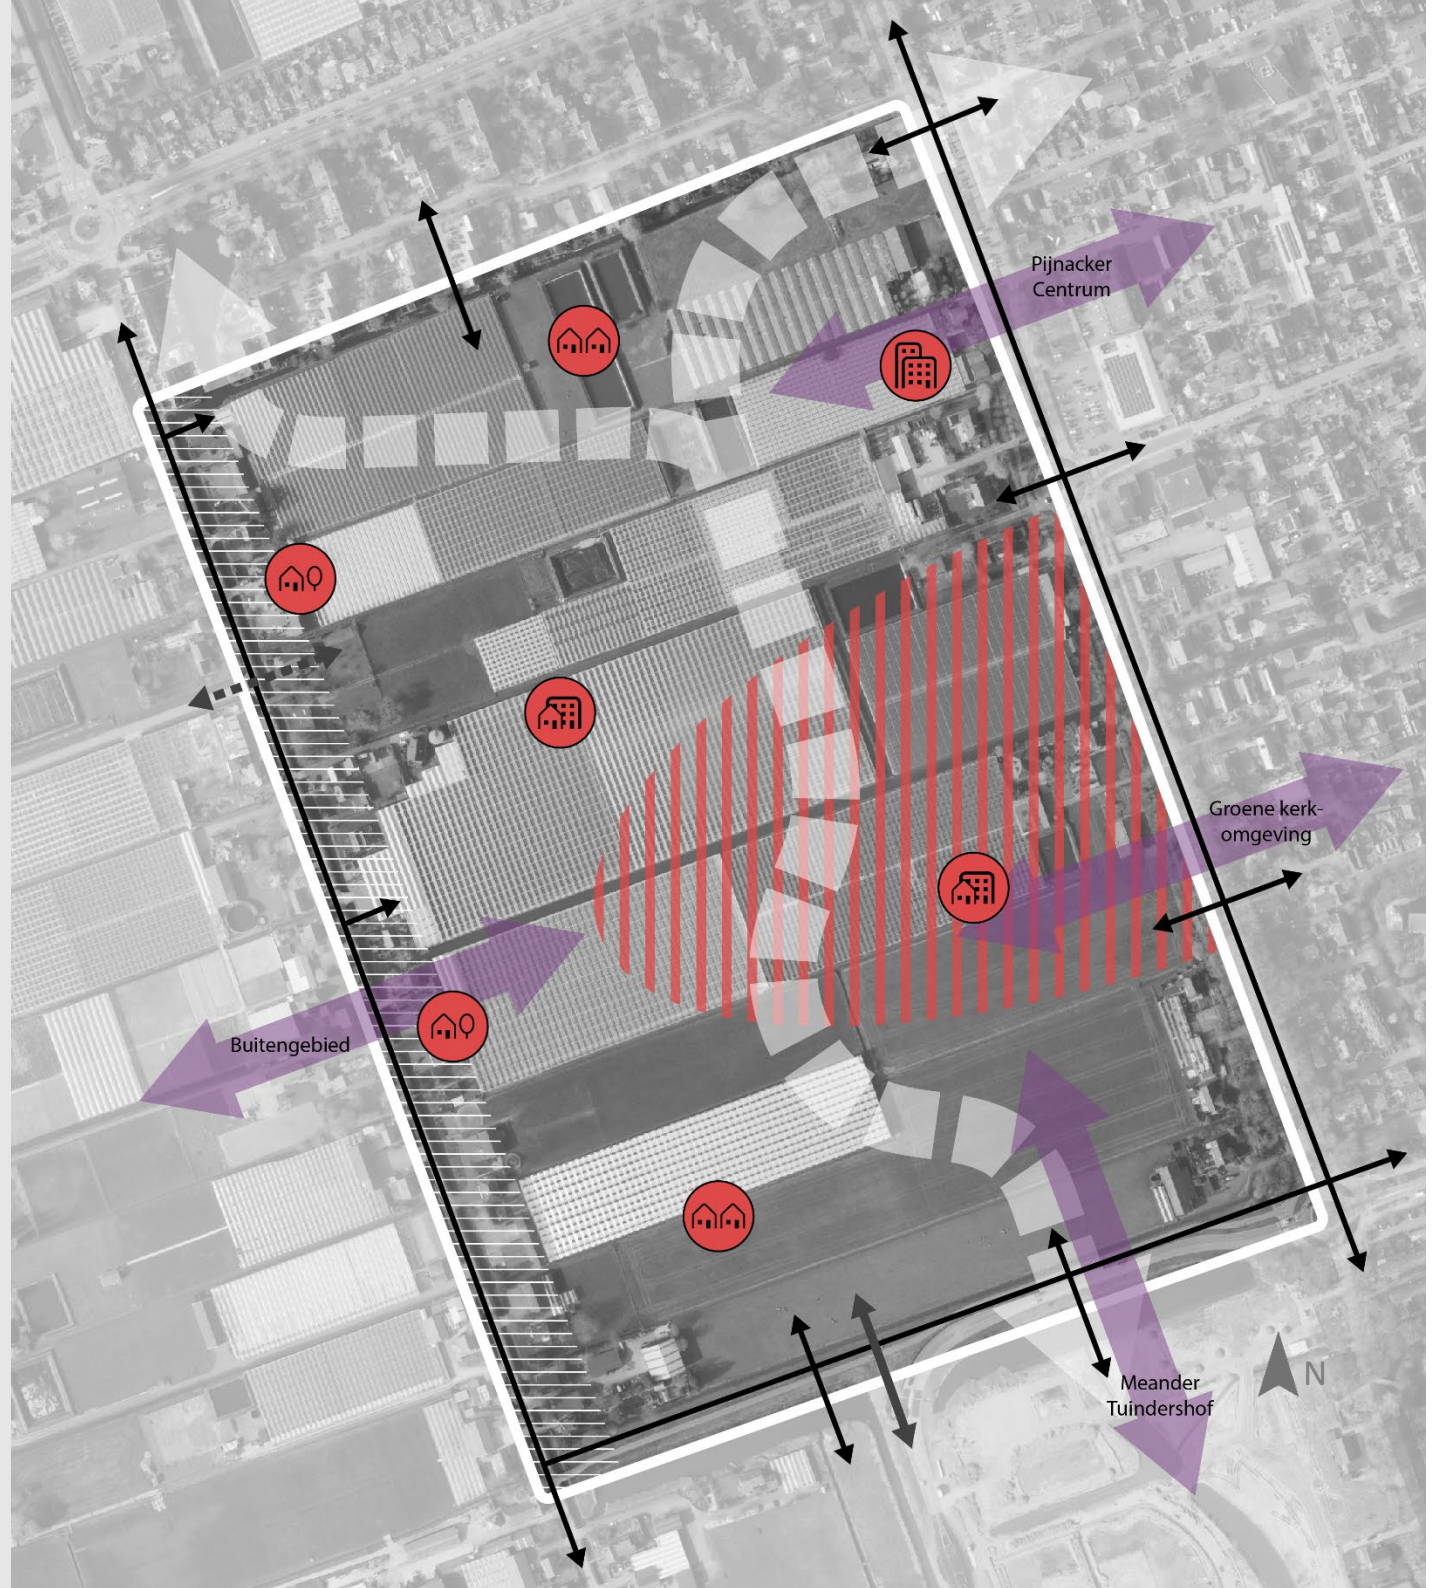 Pijnacker
Centrum
Groene kerk-
omgeving
Buitengebied
Meander
Tuindershof
N